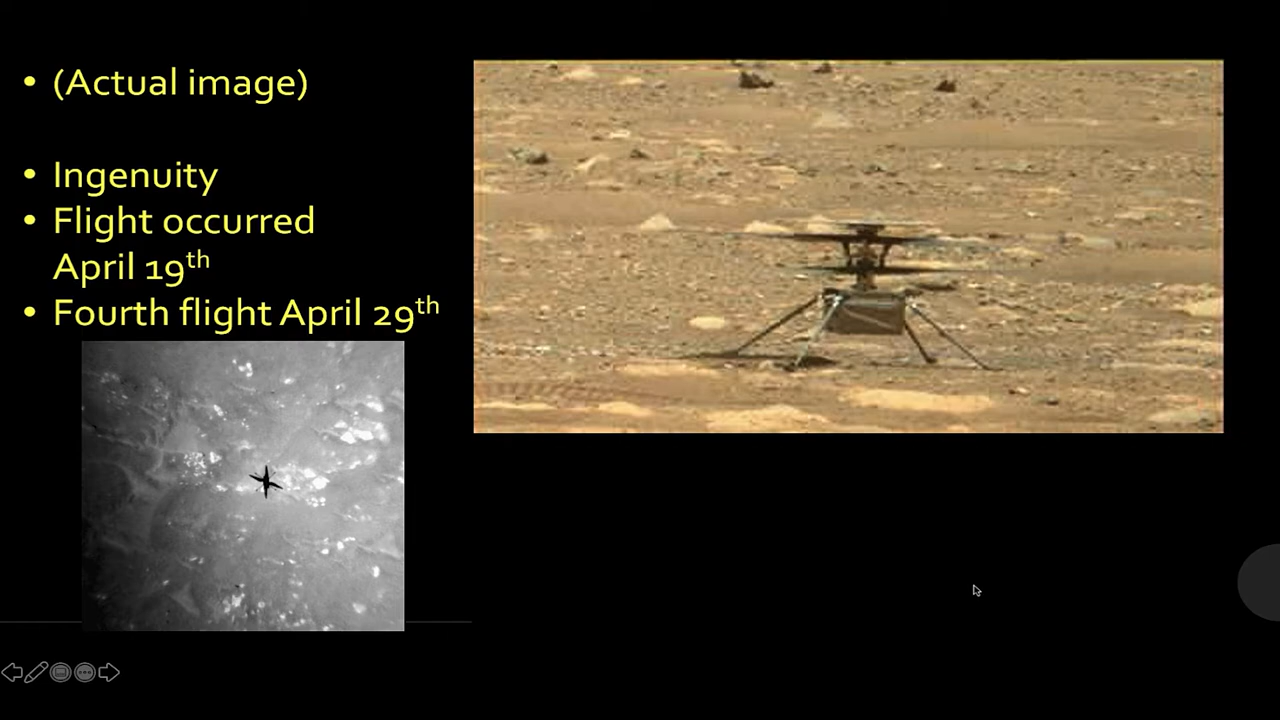 • (Actual image)
• Ingenuity
• Flight occurred
April 19th
• Fourth flight April 29th